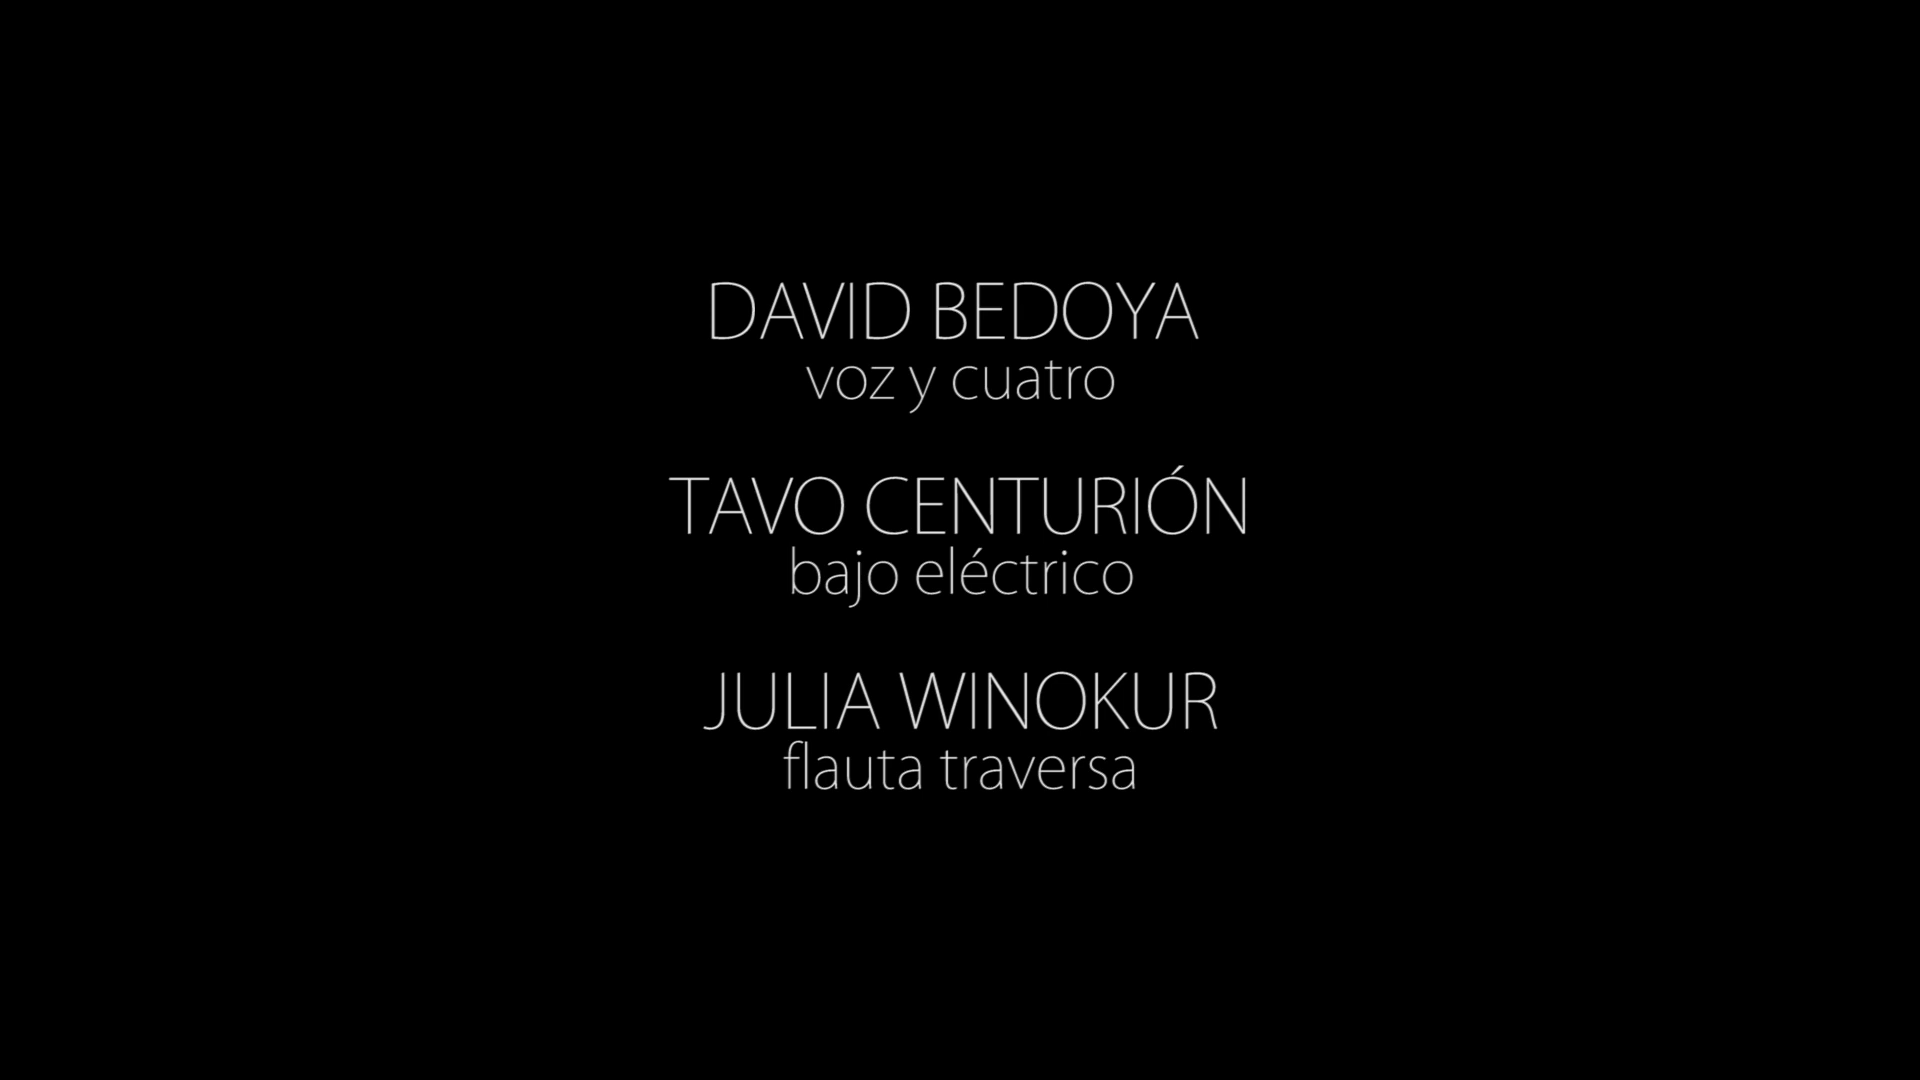 DAVID BEDOYA
voz y cuatro
TAVO CENTURIÓN
bajo eléctrico
JULIA WINOKUR
flauta traversa